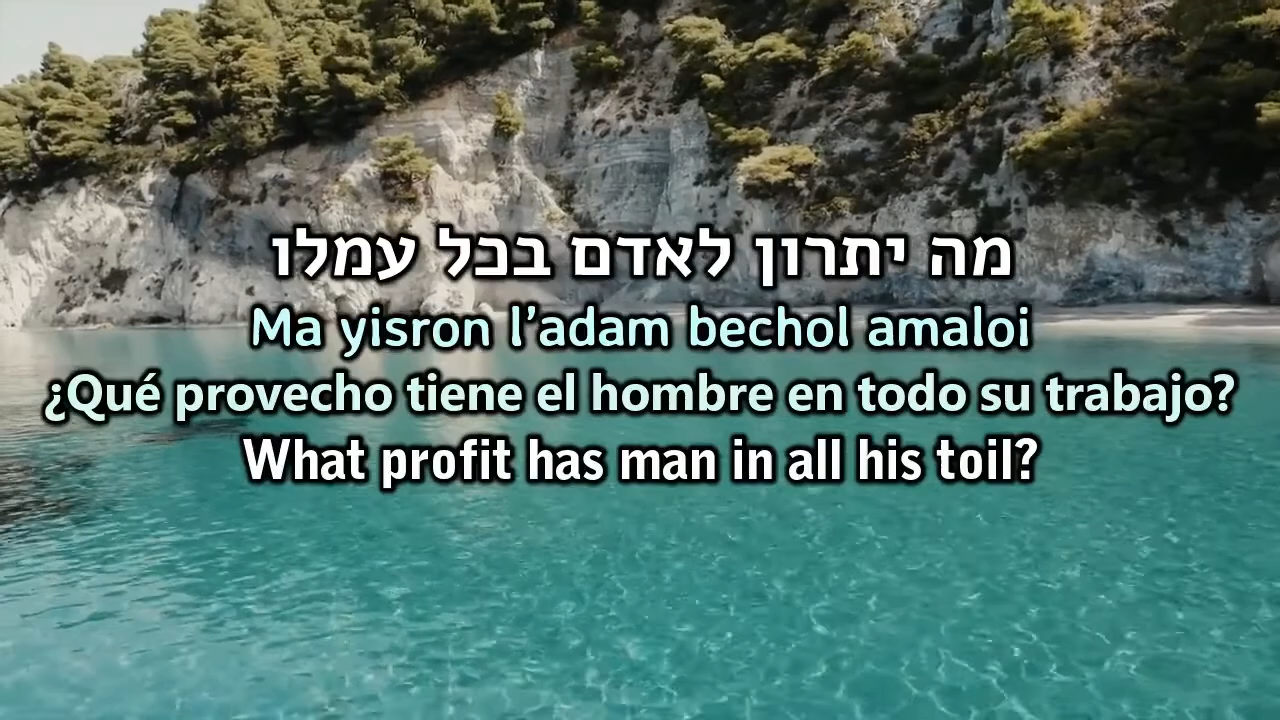 מה יתרון לאדם בכל עמלו
Ma yisron l’adam bechol amaloi
¿Qué provecho tiene el hombre en todo su trabajo?
What profit has man in all his toil?